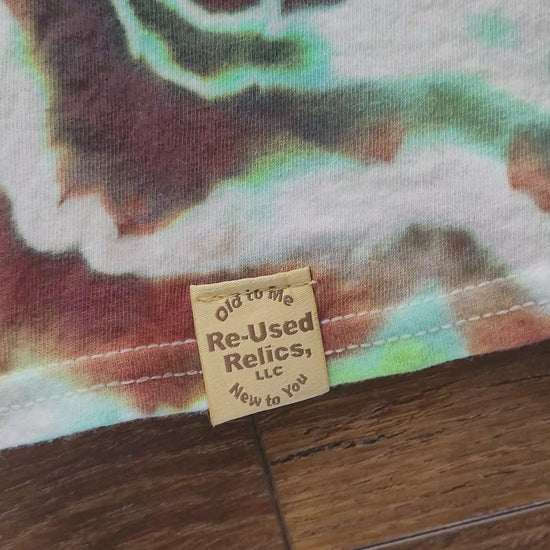 Old to Me
Re-Used
Relics,
LLC
New to You